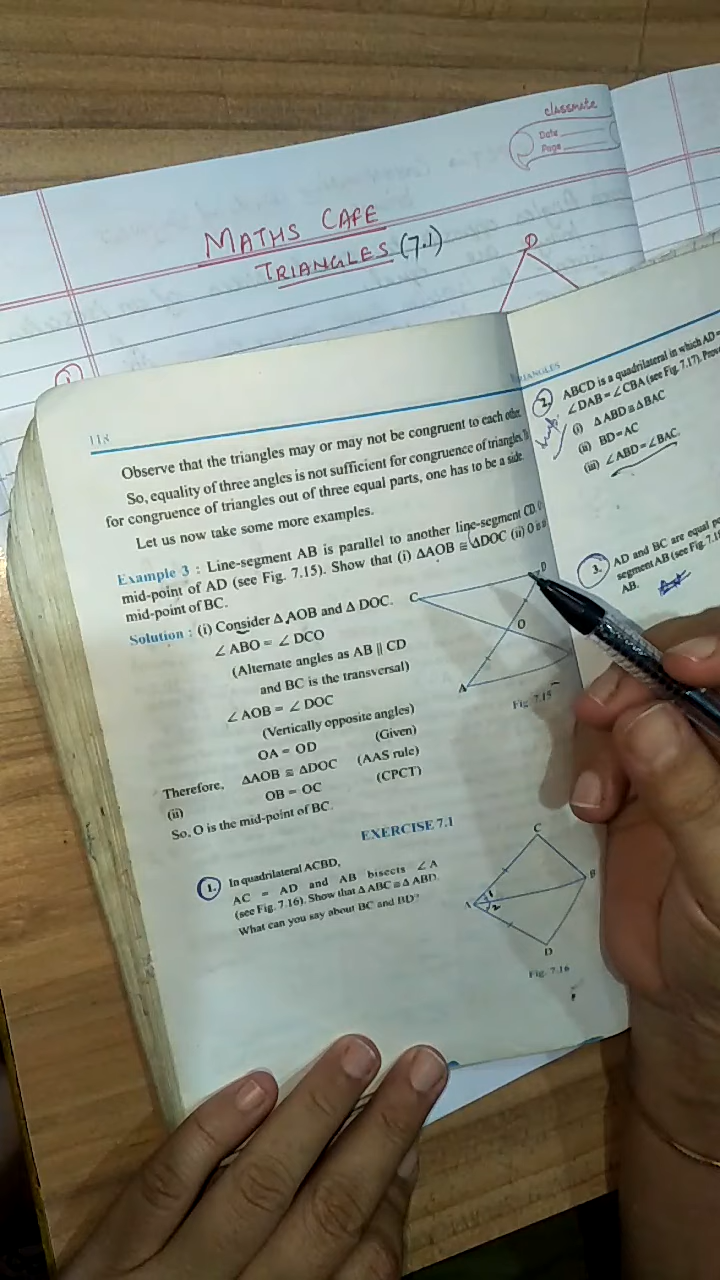 classmate
Date
Page
MATHS CAFE
TRIANGLES (7.1)
D
1.
118
Observe that the triangles may or may not be congruent to each other.
So, equality of three angles is not sufficient for congruence of triangles.
for congruence of triangles out of three equal parts, one has to be a side.
Let us now take some more examples.
Example 3 : Line-segment AB is parallel to another line-segment CD.
mid-point of AD (see Fig. 7.15). Show that (i) ΔAOB ≅ ΔDOC (ii) O is
mid-point of BC.
Solution : (i) Consider Δ AOB and Δ DOC.
∠ ABO = ∠ DCO
(Alternate angles as AB || CD
and BC is the transversal)
∠ AOB = ∠ DOC
(Vertically opposite angles)
OA = OD (Given)
Therefore, ΔAOB ≅ ΔDOC (AAS rule)
(ii) OB = OC (CPCT)
So, O is the mid-point of BC.
C
D
O
A
Fig. 7.15
EXERCISE 7.1
1. In quadrilateral ACBD,
AC = AD and AB bisects ∠ A
(see Fig. 7.16). Show that Δ ABC ≅ Δ ABD.
What can you say about BC and BD?
C
B
A
1
2
D
Fig. 7.16
TRIANGLES
2. ABCD is a quadrilateral in which AD =
∠ DAB = ∠ CBA (see Fig. 7.17). Prove
(i) Δ ABD ≅ Δ BAC
(ii) BD = AC
(iii) ∠ ABD = ∠ BAC.
3. AD and BC are equal
segment AB (see Fig.
AB.